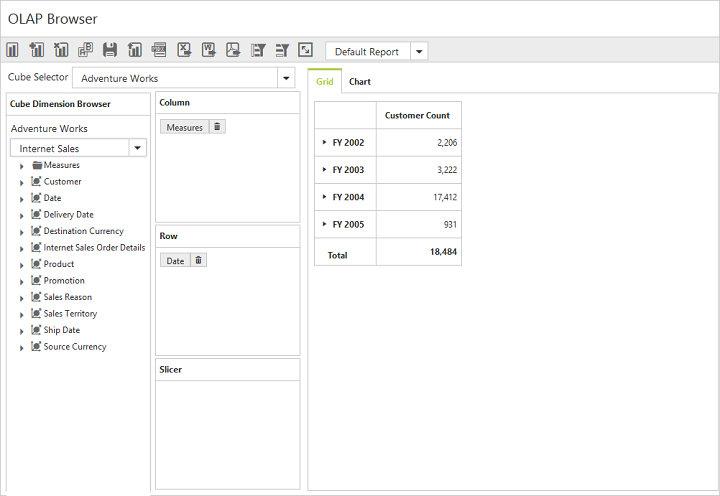 OLAP Browser
Default Report
Cube Selector
Adventure Works
Cube Dimension Browser
Adventure Works
Internet Sales
Measures
Customer
Date
Delivery Date
Destination Currency
Internet Sales Order Details
Product
Promotion
Sales Reason
Sales Territory
Ship Date
Source Currency
Column
Measures
Row
Date
Slicer
Grid Chart
Customer Count
FY 2002 2,206
FY 2003 3,222
FY 2004 17,412
FY 2005 931
Total 18,484